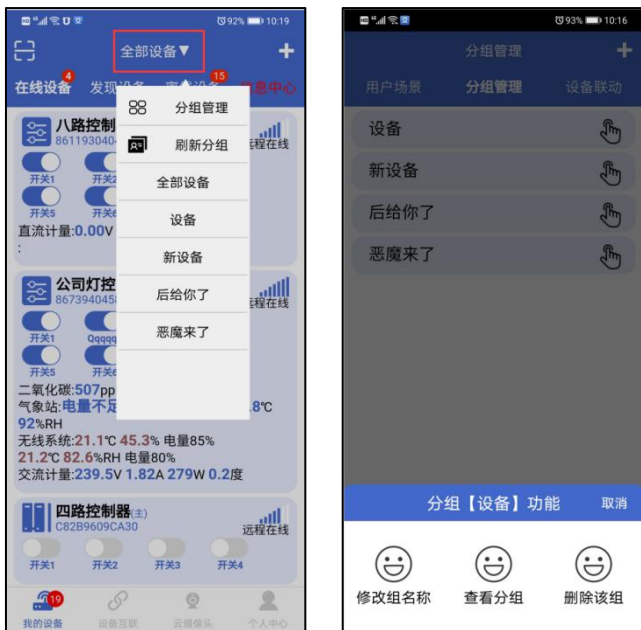 92% 10:19
全部设备▼
+
在线设备 4 发现设备 离线设备 15 信息中心
分组管理
刷新分组
全部设备
设备
新设备
后给你了
恶魔来了
八路控制
861193040
远程在线
开关1 开关2
开关5 开关6
直流计量:0.00V
:
公司灯控
867394045
远程在线
开关1 Qqqqq
开关5 开关6
二氧化碳:507pp
气象站:电量不足 .8℃
92%RH
无线系统:21.1℃ 45.3% 电量85%
21.2℃ 82.6%RH 电量80%
交流计量:239.5V 1.82A 279W 0.2度
四路控制器(主)
C82B9609CA30
远程在线
开关1 开关2 开关3 开关4
19
我的设备 设备互联 云摄像头 个人中心
93% 10:16
分组管理 +
用户场景 分组管理 设备联动
设备
新设备
后给你了
恶魔来了
分组【设备】功能 取消
修改组名称 查看分组 删除该组